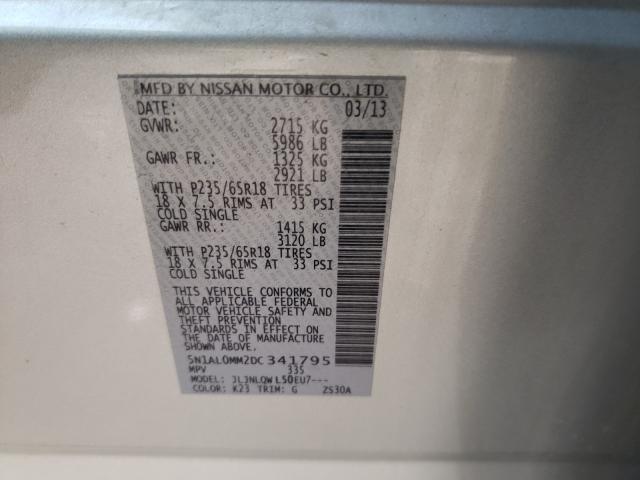 MFD BY NISSAN MOTOR CO., LTD.
DATE: 03/13
GVWR: 2715 KG
5986 LB
GAWR FR.: 1325 KG
2921 LB
WITH P235/65R18 TIRES
18 X 7.5 RIMS AT 33 PSI
COLD SINGLE
GAWR RR.: 1415 KG
3120 LB
WITH P235/65R18 TIRES
18 X 7.5 RIMS AT 33 PSI
COLD SINGLE
THIS VEHICLE CONFORMS TO
ALL APPLICABLE FEDERAL
MOTOR VEHICLE SAFETY AND
THEFT PREVENTION
STANDARDS IN EFFECT ON
THE DATE OF MANUFACTURE
SHOWN ABOVE.
5N1AL0MM2DC341795
MPV 335
MODEL: JLJNLQWL50EU7---
COLOR: K23 TRIM: G ZS30A